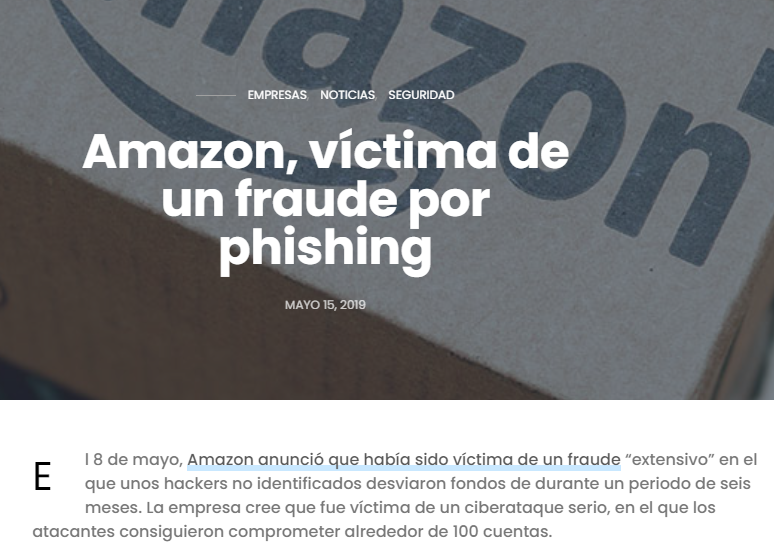 amazon
EMPRESAS NOTICIAS SEGURIDAD
Amazon, víctima de
un fraude por
phishing
MAYO 15, 2019
El 8 de mayo, Amazon anunció que había sido víctima de un fraude “extensivo” en el
que unos hackers no identificados desviaron fondos de durante un periodo de seis
meses. La empresa cree que fue víctima de un ciberataque serio, en el que los
atacantes consiguieron comprometer alrededor de 100 cuentas.